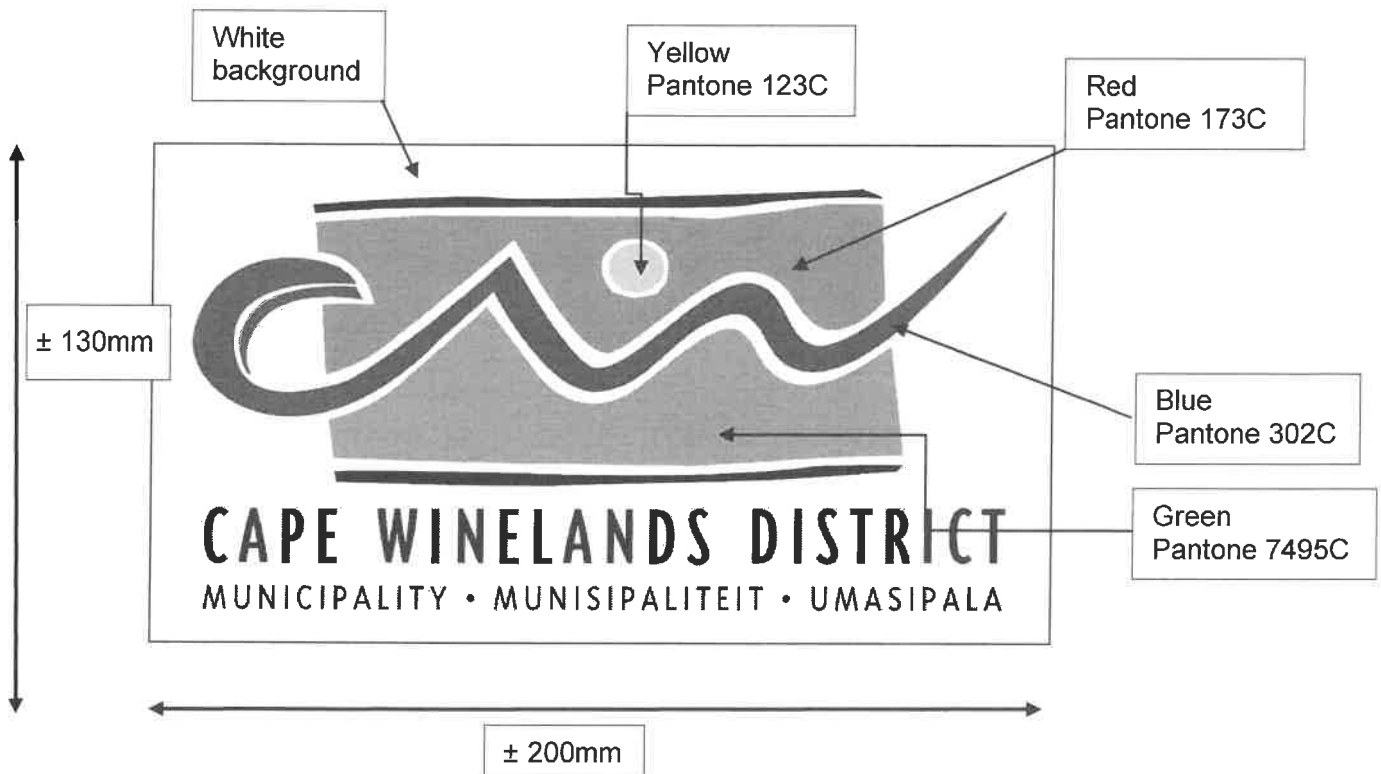 White
background
Yellow
Pantone 123C
Red
Pantone 173C
± 130mm
Blue
Pantone 302C
Green
Pantone 7495C
CAPE WINELANDS DISTRICT
MUNICIPALITY • MUNISIPALITEIT • UMASIPALA
± 200mm